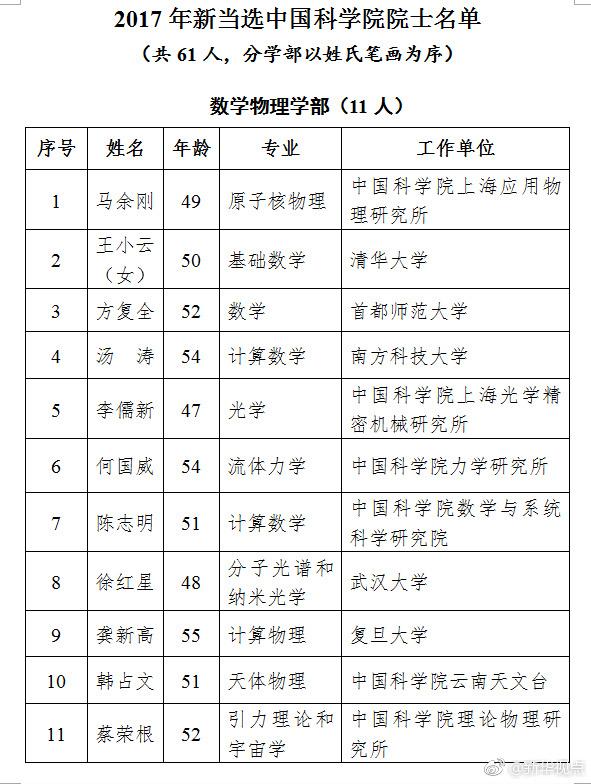 2017年新当选中国科学院院士名单
（共61人，分学部以姓氏笔画为序）
数学物理学部（11人）
序号 姓名 年龄 专业 工作单位
1 马余刚 49 原子核物理 中国科学院上海应用物
理研究所
2 王小云
（女） 50 基础数学 清华大学
3 方复全 52 数学 首都师范大学
4 汤 涛 54 计算数学 南方科技大学
5 李儒新 47 光学 中国科学院上海光学精
密机械研究所
6 何国威 54 流体力学 中国科学院力学研究所
7 陈志明 51 计算数学 中国科学院数学与系统
科学研究院
8 徐红星 48 分子光谱和
纳米光学 武汉大学
9 龚新高 55 计算物理 复旦大学
10 韩占文 51 天体物理 中国科学院云南天文台
11 蔡荣根 52 引力理论和
宇宙学 中国科学院理论物理研
究所
@新华视点